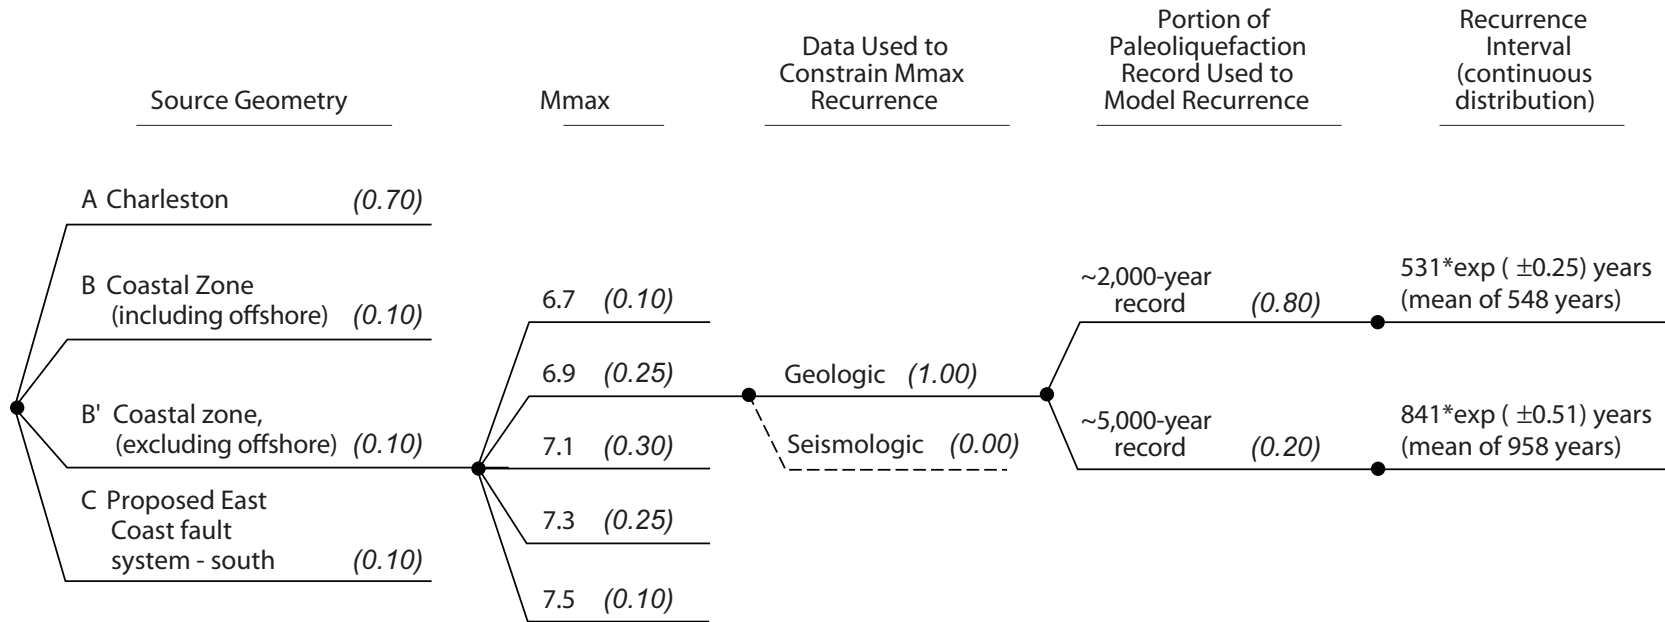 Source Geometry
Mmax
Data Used to
Constrain Mmax
Recurrence
Portion of
Paleoliquefaction
Record Used to
Model Recurrence
Recurrence
Interval
(continuous
distribution)
A Charleston (0.70)
B Coastal Zone
(including offshore) (0.10)
B' Coastal zone,
(excluding offshore) (0.10)
C Proposed East
Coast fault
system - south (0.10)
6.7 (0.10)
6.9 (0.25)
7.1 (0.30)
7.3 (0.25)
7.5 (0.10)
Geologic (1.00)
Seismologic (0.00)
~2,000-year
record (0.80)
~5,000-year
record (0.20)
531*exp ( ±0.25) years
(mean of 548 years)
841*exp ( ±0.51) years
(mean of 958 years)